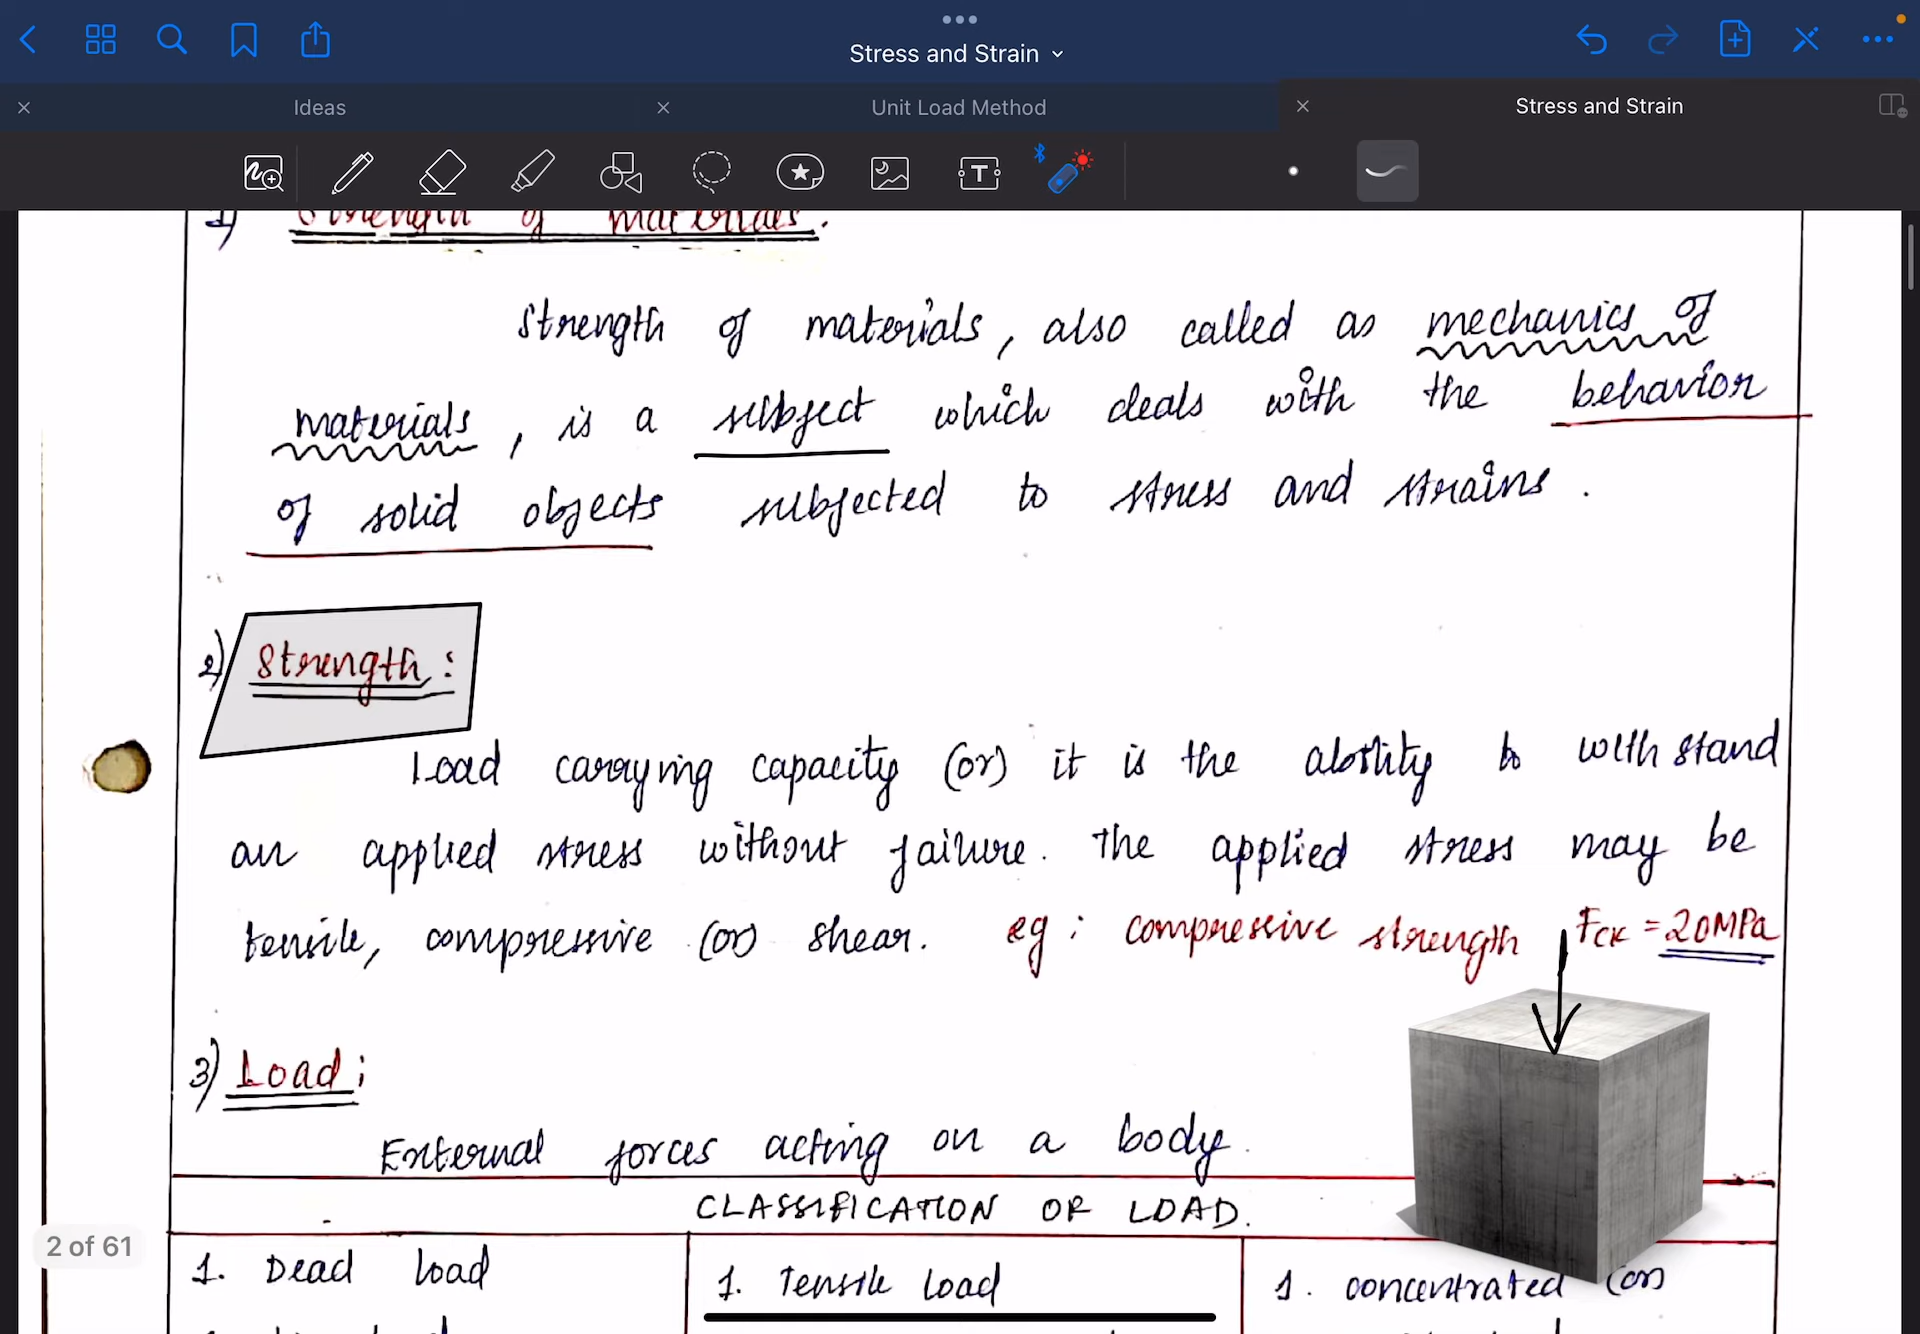 Stress and Strain
Ideas
Unit Load Method
Stress and Strain
1) Strength of materials.
Strength of materials, also called as mechanics of
materials, is a subject which deals with the behavior
of solid objects subjected to stress and strains.
2) Strength:
Load carrying capacity (or) it is the ability to withstand
an applied stress without failure. The applied stress may be
tensile, compressive (or) shear. eg: compressive strength FCK = 20MPa
3) Load:
External forces acting on a body.
CLASSIFICATION OF LOAD.
1. Dead load
1. Tensile load
1. concentrated (or)
2 of 61